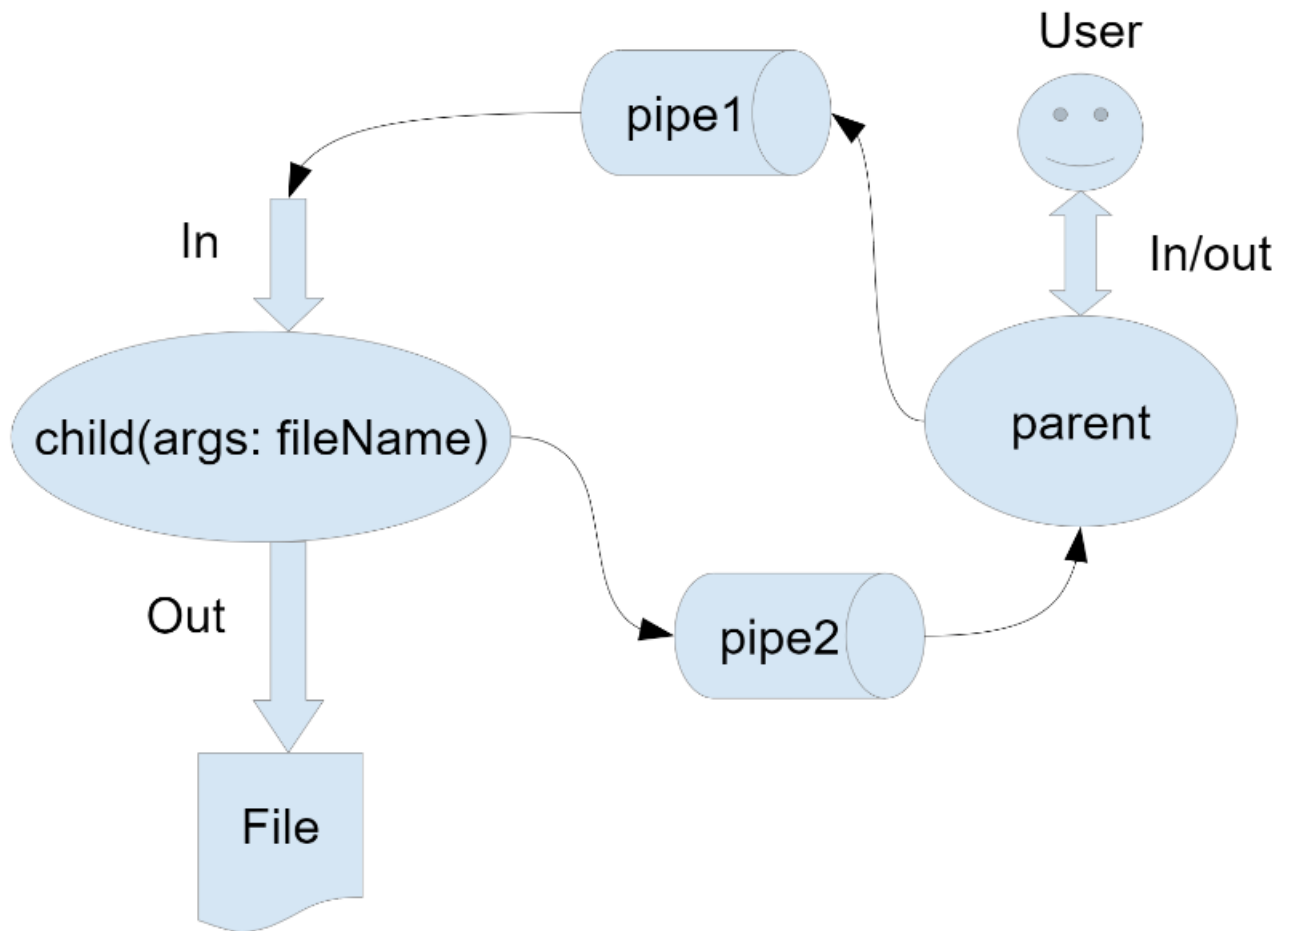 User
pipe1
In
In/out
child(args: fileName)
parent
Out
pipe2
File